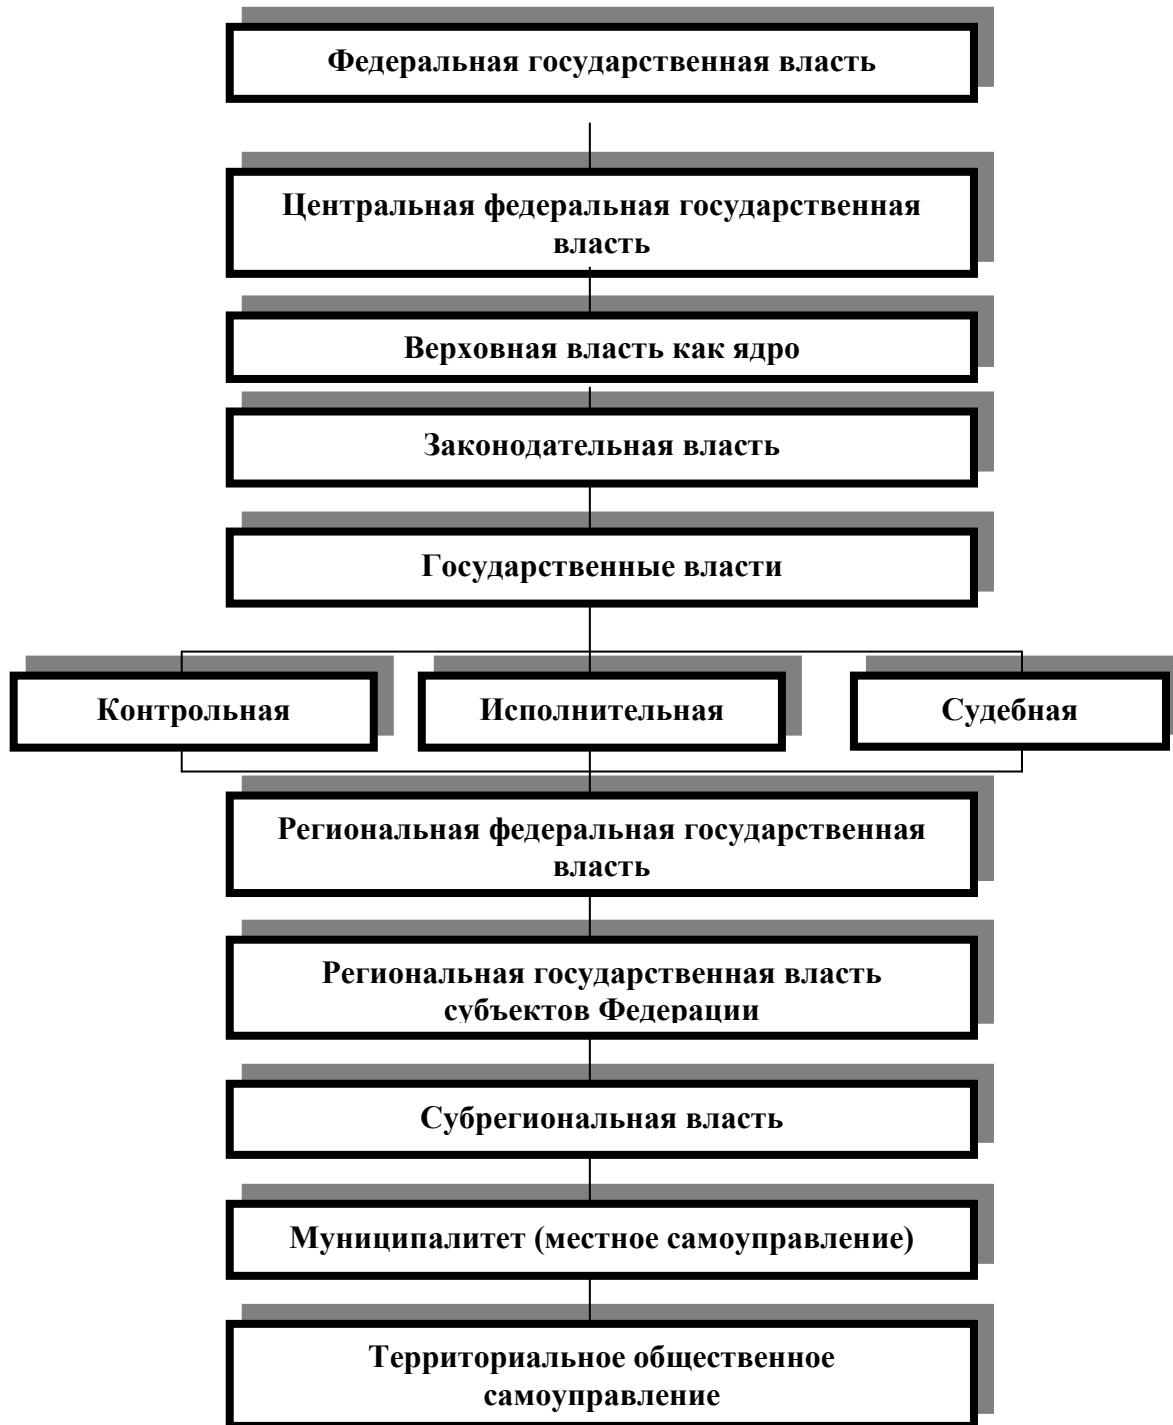 Федеральная государственная власть
Центральная федеральная государственная
власть
Верховная власть как ядро
Законодательная власть
Государственные власти
Контрольная
Исполнительная
Судебная
Региональная федеральная государственная
власть
Региональная государственная власть
субъектов Федерации
Субрегиональная власть
Муниципалитет (местное самоуправление)
Территориальное общественное
самоуправление